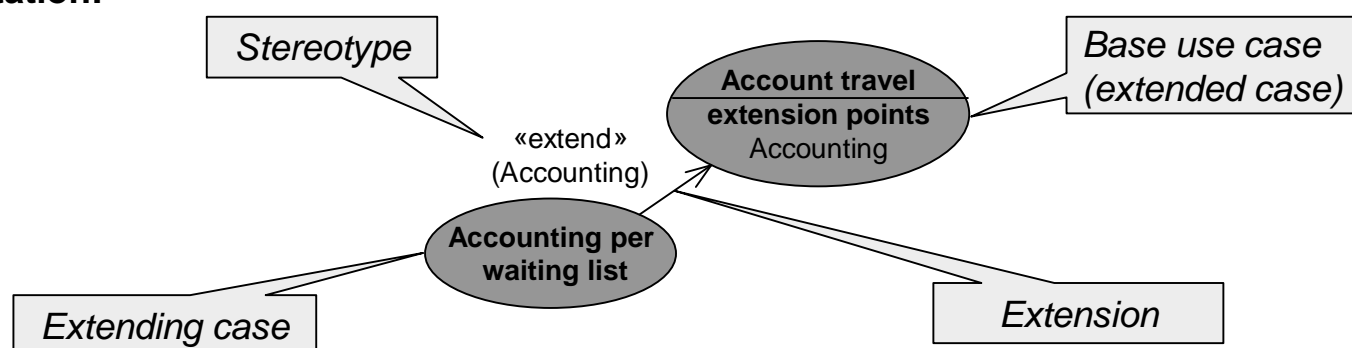 Stereotype
Base use case
(extended case)
Account travel
extension points
Accounting
«extend»
(Accounting)
Accounting per
waiting list
Extending case
Extension